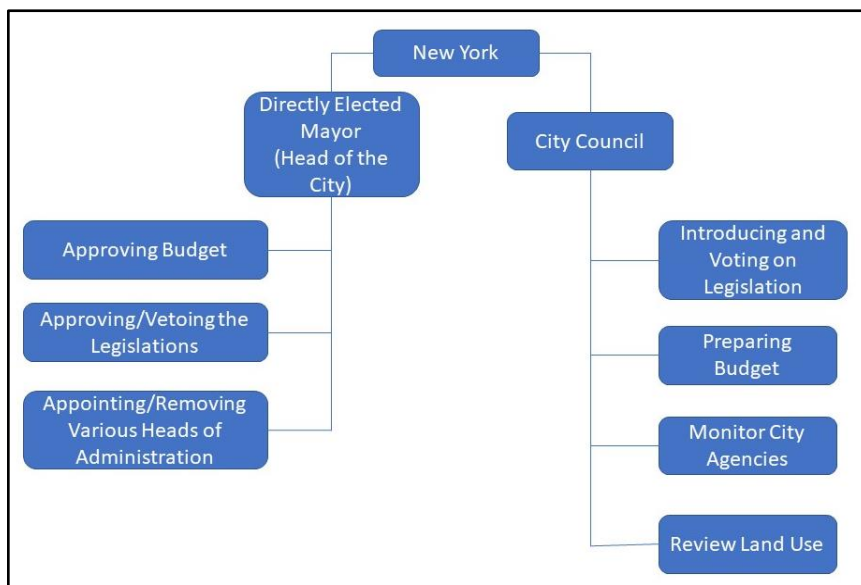 New York
Directly Elected
Mayor
(Head of the
City)
City Council
Approving Budget
Approving/Vetoing the
Legislations
Appointing/Removing
Various Heads of
Administration
Introducing and
Voting on
Legislation
Preparing
Budget
Monitor City
Agencies
Review Land Use